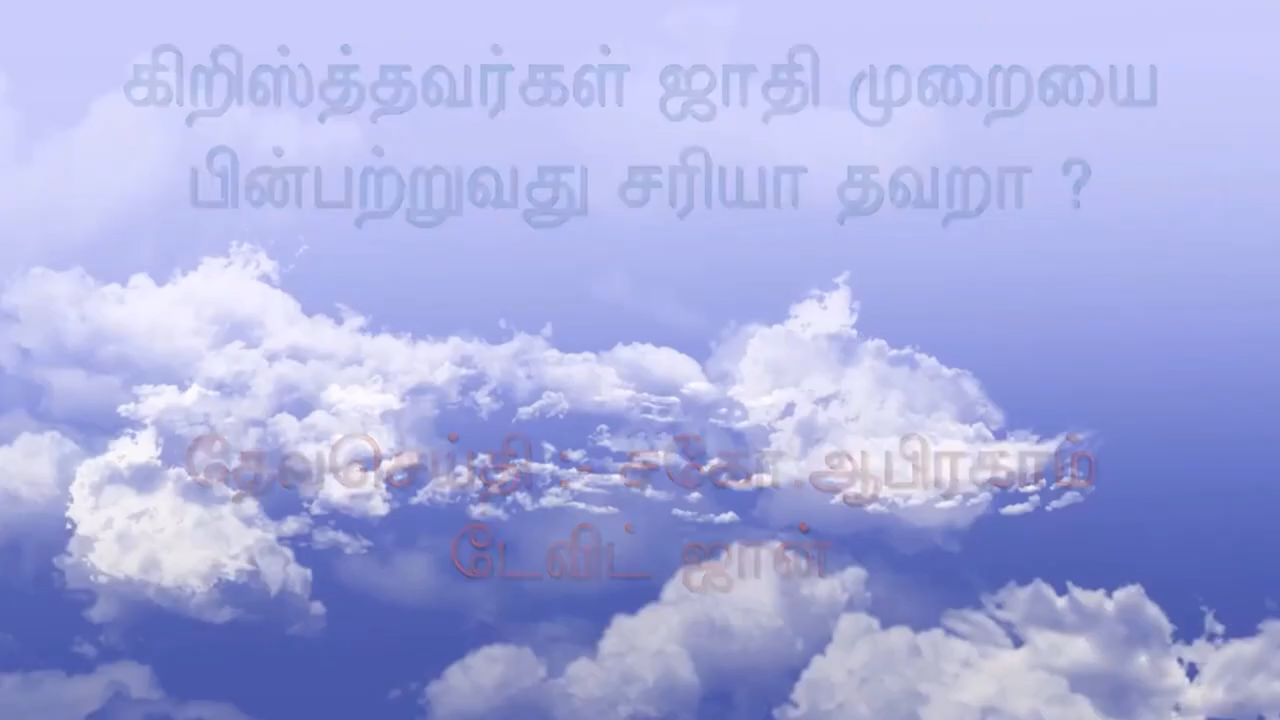 கிறிஸ்த்தவர்கள் ஜாதி முறையை
பின்பற்றுவது சரியா தவறா ?
தேவசெய்தி :- சகோ.ஆபிரகாம்
டேவிட் ஜான்